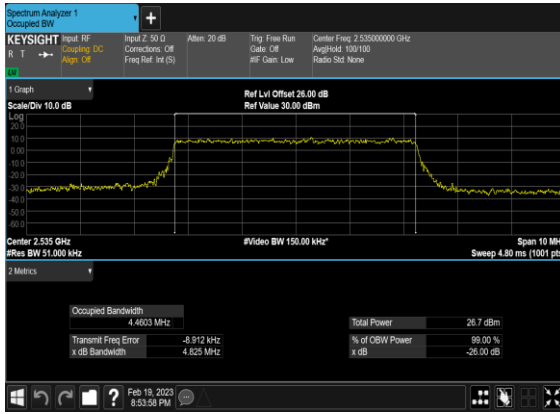 Spectrum Analyzer 1
Occupied BW
+
KEYSIGHT
R T
LXI
Input: RF
Coupling: DC
Align: Off
Input Z: 50 Ω
Corrections: Off
Freq Ref: Int (S)
Atten: 20 dB
Trig: Free Run
Gate: Off
#IF Gain: Low
Center Freq: 2.535000000 GHz
Avg|Hold: 100/100
Radio Std: None
1 Graph
Scale/Div 10.0 dB
Ref Lvl Offset 26.00 dB
Ref Value 30.00 dBm
Log
20.0
10.0
0.00
-10.0
-20.0
-30.0
-40.0
-50.0
-60.0
Center 2.535 GHz
#Res BW 51.000 kHz
#Video BW 150.00 kHz*
Span 10 MH
Sweep 4.80 ms (1001 pts
2 Metrics
Occupied Bandwidth
4.4603 MHz
Total Power 26.7 dBm
Transmit Freq Error -8.912 kHz
% of OBW Power 99.00 %
x dB Bandwidth 4.825 MHz
x dB -26.00 dB
?
Feb 19, 2023
8:53:58 PM